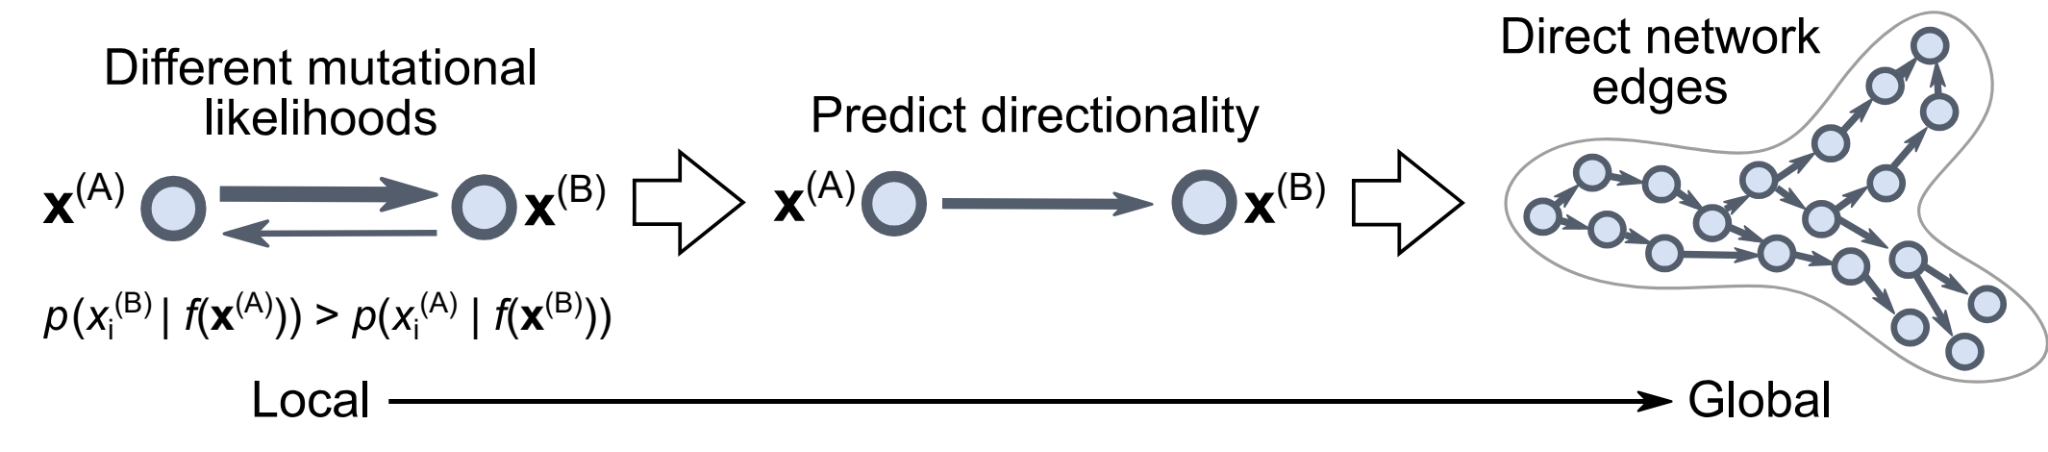 Different mutational
likelihoods
x(A)
x(B)
p(xi(B) | f(x(A))) > p(xi(A) | f(x(B)))
Predict directionality
x(A)
x(B)
Direct network
edges
Local
Global